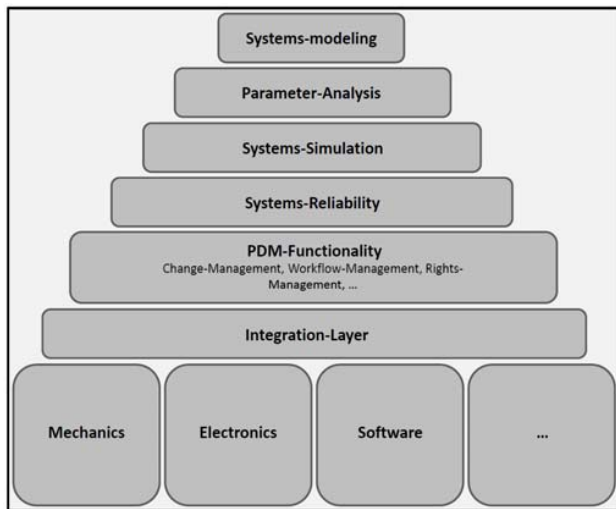 Systems-modeling
Parameter-Analysis
Systems-Simulation
Systems-Reliability
PDM-Functionality
Change-Management, Workflow-Management, Rights-
Management, ...
Integration-Layer
Mechanics
Electronics
Software
...